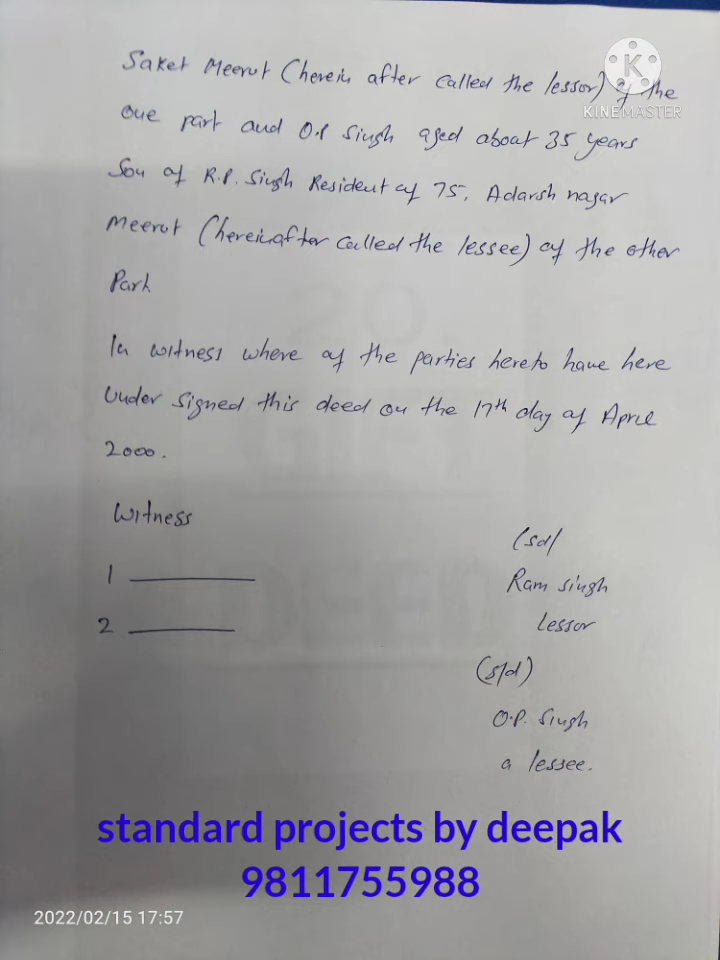 Saket Meerut (herein after called the lessor) of the
K
KINEMASTER
one part and O.P Singh aged about 35 years
Son of R.P. Singh Resident of 75, Adarsh nagar
Meerut (hereinafter called the lessee) of the other
Part
In witness where of the parties hereto have here
under signed this deed on the 17th day of April
2000.
Witness
1
2
(sd/
Ram Singh
Lessor
(s/d)
O.P. Singh
a lessee.
standard projects by deepak
9811755988
2022/02/15 17:57